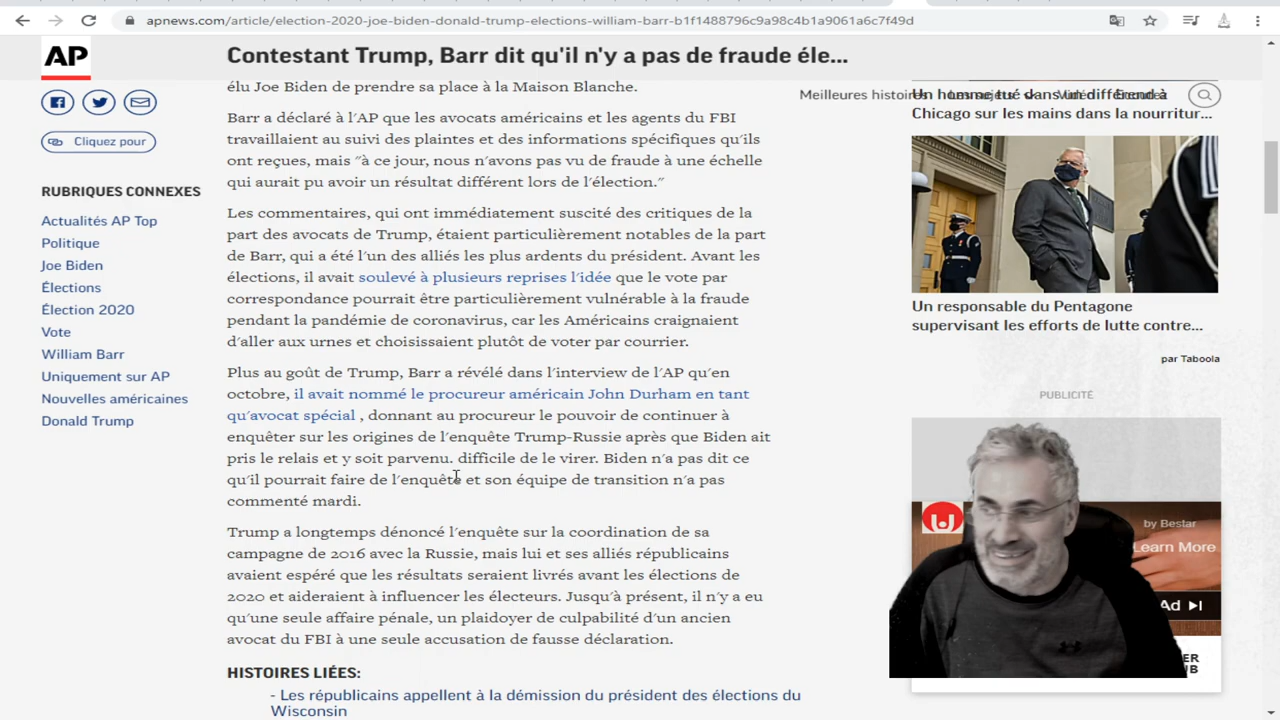 apnews.com/article/election-2020-joe-biden-donald-trump-elections-william-barr-b1f1488796c9a98c4b1a9061a6c7f49d
AP
Contestant Trump, Barr dit qu'il n'y a pas de fraude éle...
Cliquez pour
RUBRIQUES CONNEXES
Actualités AP Top
Politique
Joe Biden
Élections
Élection 2020
Vote
William Barr
Uniquement sur AP
Nouvelles américaines
Donald Trump
élu Joe Biden de prendre sa place à la Maison Blanche.
Barr a déclaré à l'AP que les avocats américains et les agents du FBI
travaillaient au suivi des plaintes et des informations spécifiques qu'ils
ont reçues, mais "à ce jour, nous n'avons pas vu de fraude à une échelle
qui aurait pu avoir un résultat différent lors de l'élection."
Les commentaires, qui ont immédiatement suscité des critiques de la
part des avocats de Trump, étaient particulièrement notables de la part
de Barr, qui a été l'un des alliés les plus ardents du président. Avant les
élections, il avait soulevé à plusieurs reprises l'idée que le vote par
correspondance pourrait être particulièrement vulnérable à la fraude
pendant la pandémie de coronavirus, car les Américains craignaient
d'aller aux urnes et choisissaient plutôt de voter par courrier.
Plus au goût de Trump, Barr a révélé dans l'interview de l'AP qu'en
octobre, il avait nommé le procureur américain John Durham en tant
qu'avocat spécial , donnant au procureur le pouvoir de continuer à
enquêter sur les origines de l'enquête Trump-Russie après que Biden ait
pris le relais et y soit parvenu. difficile de le virer. Biden n'a pas dit ce
qu'il pourrait faire de l'enquête et son équipe de transition n'a pas
commenté mardi.
Trump a longtemps dénoncé l'enquête sur la coordination de sa
campagne de 2016 avec la Russie, mais lui et ses alliés républicains
avaient espéré que les résultats seraient livrés avant les élections de
2020 et aideraient à influencer les électeurs. Jusqu'à présent, il n'y a eu
qu'une seule affaire pénale, un plaidoyer de culpabilité d'un ancien
avocat du FBI à une seule accusation de fausse déclaration.
HISTOIRES LIÉES:
- Les républicains appellent à la démission du président des élections du
Wisconsin
Meilleures histoires
Un homme tué dans un différend à
Chicago sur les mains dans la nourritur...
Un responsable du Pentagone
supervisant les efforts de lutte contre...
par Taboola
PUBLICITÉ
by Bestar
Learn More
Ad